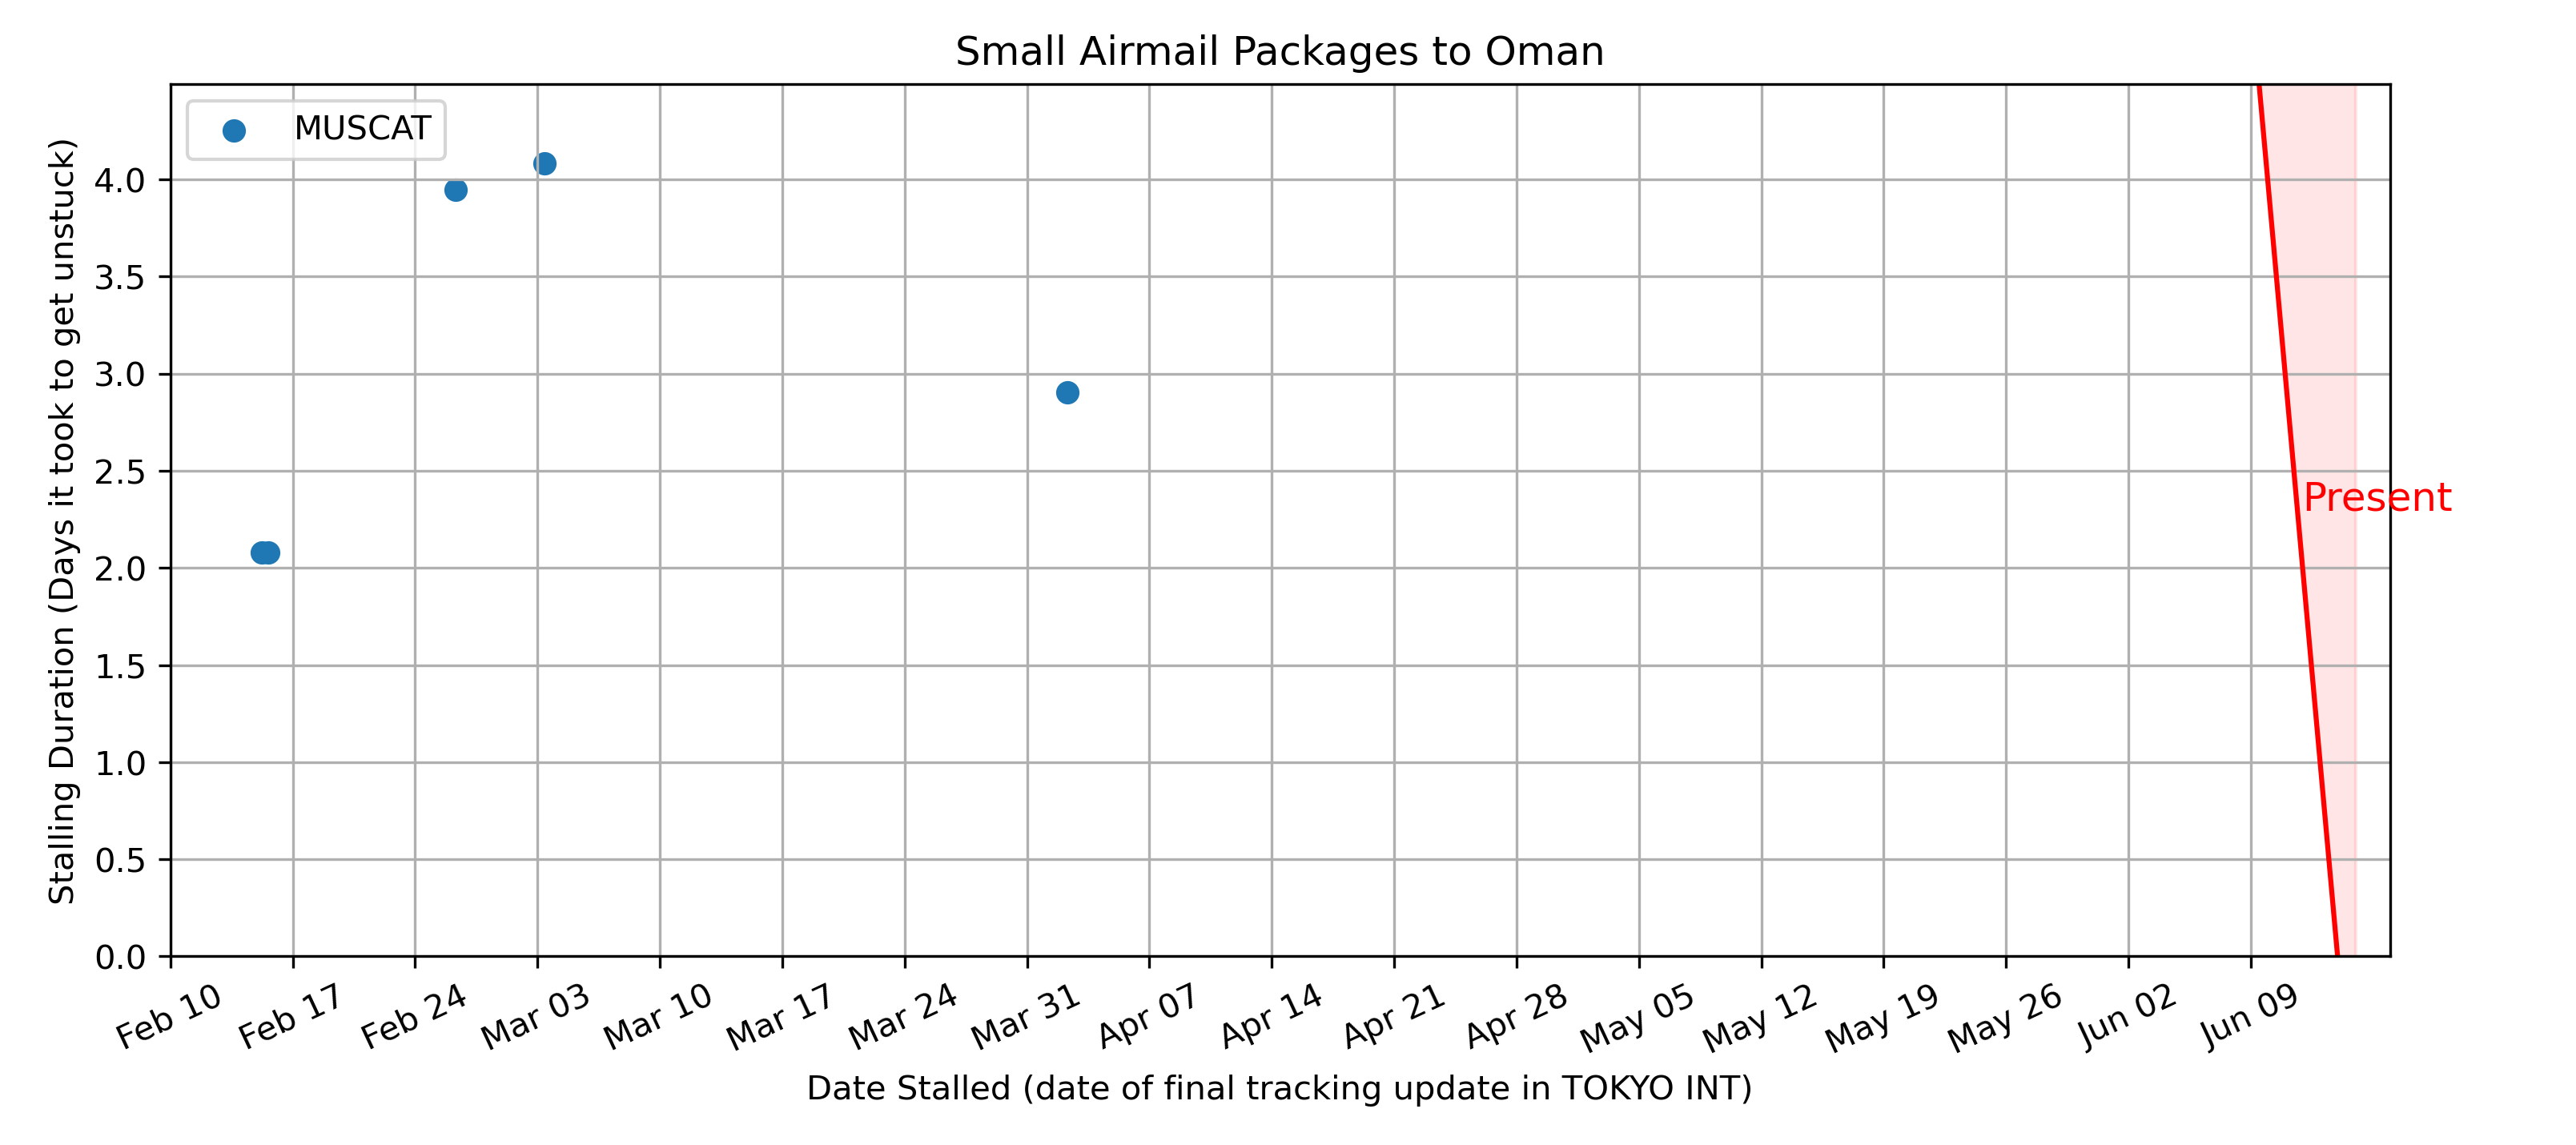 Small Airmail Packages to Oman
MUSCAT
Stalling Duration (Days it took to get unstuck)
4.0
3.5
3.0
2.5
2.0
1.5
1.0
0.5
0.0
Present
Feb 10
Feb 17
Feb 24
Mar 03
Mar 10
Mar 17
Mar 24
Mar 31
Apr 07
Apr 14
Apr 21
Apr 28
May 05
May 12
May 19
May 26
Jun 02
Jun 09
Date Stalled (date of final tracking update in TOKYO INT)